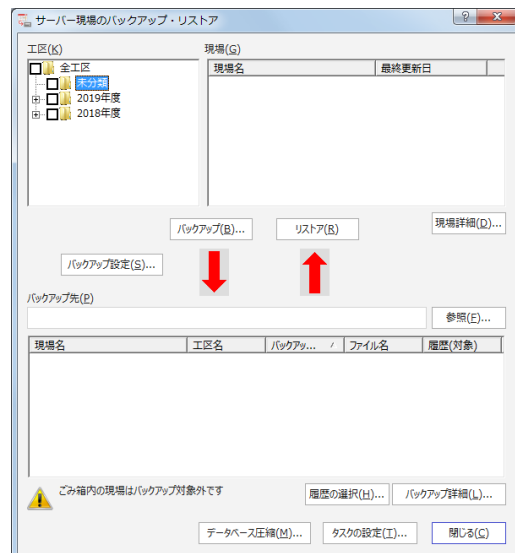 サーバー現場のバックアップ・リストア
工区(K)
現場(G)
全工区
未分類
2019年度
2018年度
現場名
最終更新日
バックアップ(B)...
リストア(R)
現場詳細(D)...
バックアップ設定(S)...
バックアップ先(P)
参照(F)...
現場名
工区名
バックアッ...
ファイル名
履歴(対象)
ごみ箱内の現場はバックアップ対象外です
履歴の選択(H)...
バックアップ詳細(L)...
データベース圧縮(M)...
タスクの設定(T)...
閉じる(C)